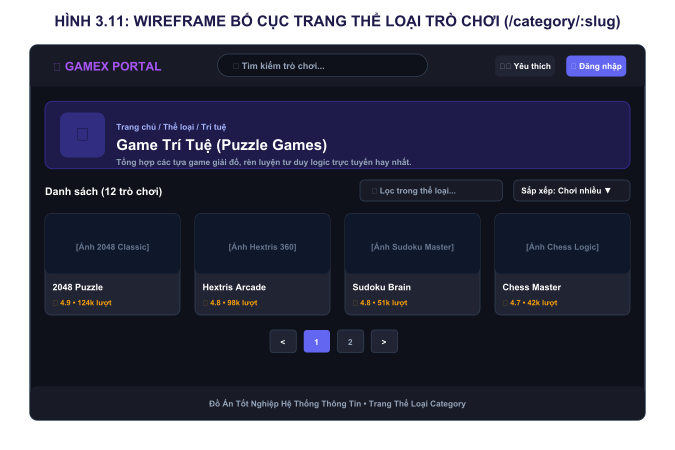 HÌNH 3.11: WIREFRAME BỐ CỤC TRANG THỂ LOẠI TRÒ CHƠI (/category/:slug)
GAMEX PORTAL
Tìm kiếm trò chơi...
Yêu thích
Đăng nhập
Trang chủ / Thể loại / Trí tuệ
Game Trí Tuệ (Puzzle Games)
Tổng hợp các tựa game giải đố, rèn luyện tư duy logic trực tuyến hay nhất.
Danh sách (12 trò chơi)
Lọc trong thể loại...
Sắp xếp: Chơi nhiều ▼
[Ảnh 2048 Classic]
[Ảnh Hextris 360]
[Ảnh Sudoku Master]
[Ảnh Chess Logic]
2048 Puzzle
Hextris Arcade
Sudoku Brain
Chess Master
4.9 • 124k lượt
4.8 • 98k lượt
4.8 • 51k lượt
4.7 • 42k lượt
< 1 2 >
Đồ Án Tốt Nghiệp Hệ Thống Thông Tin • Trang Thể Loại Category